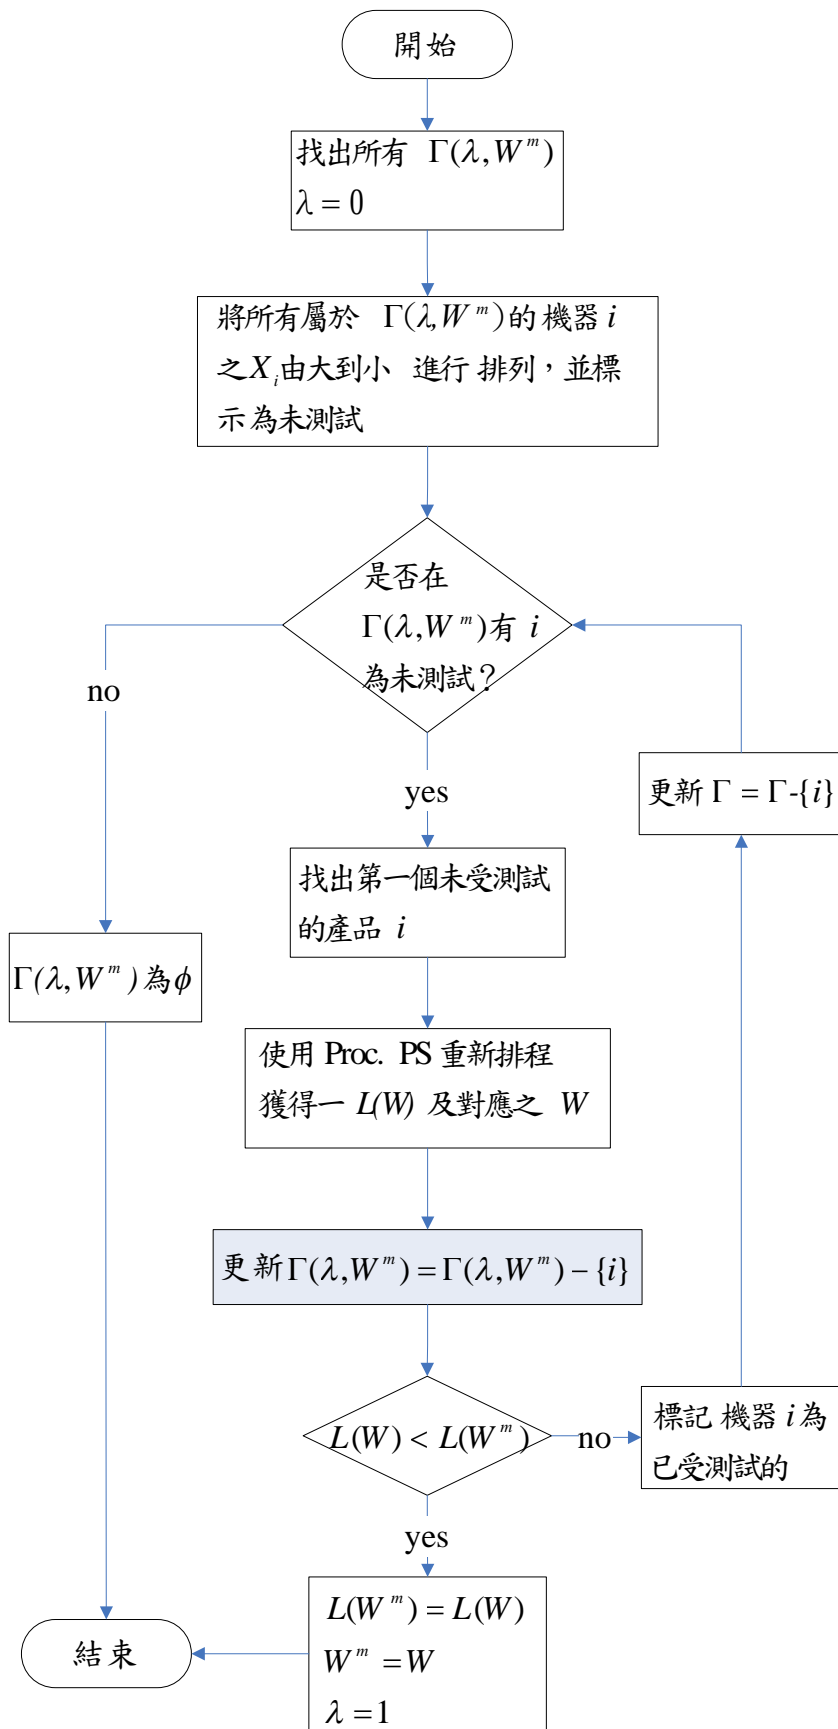 開始
找出所有 Γ(λ,W^m)
λ = 0
將所有屬於 Γ(λ,W^m)的機器 i
之X_i由大到小 進行 排列，並標
示為未測試
是否在
Γ(λ,W^m)有 i
為未測試？
no
yes
更新 Γ = Γ-{i}
找出第一個未受測試
的產品 i
Γ(λ,W^m)為ϕ
使用 Proc. PS 重新排程
獲得一 L(W) 及對應之 W
更新Γ(λ,W^m) = Γ(λ,W^m) − {i}
L(W) < L(W^m)
no
標記 機器 i 為
已受測試的
yes
L(W^m) = L(W)
W^m = W
λ = 1
結束